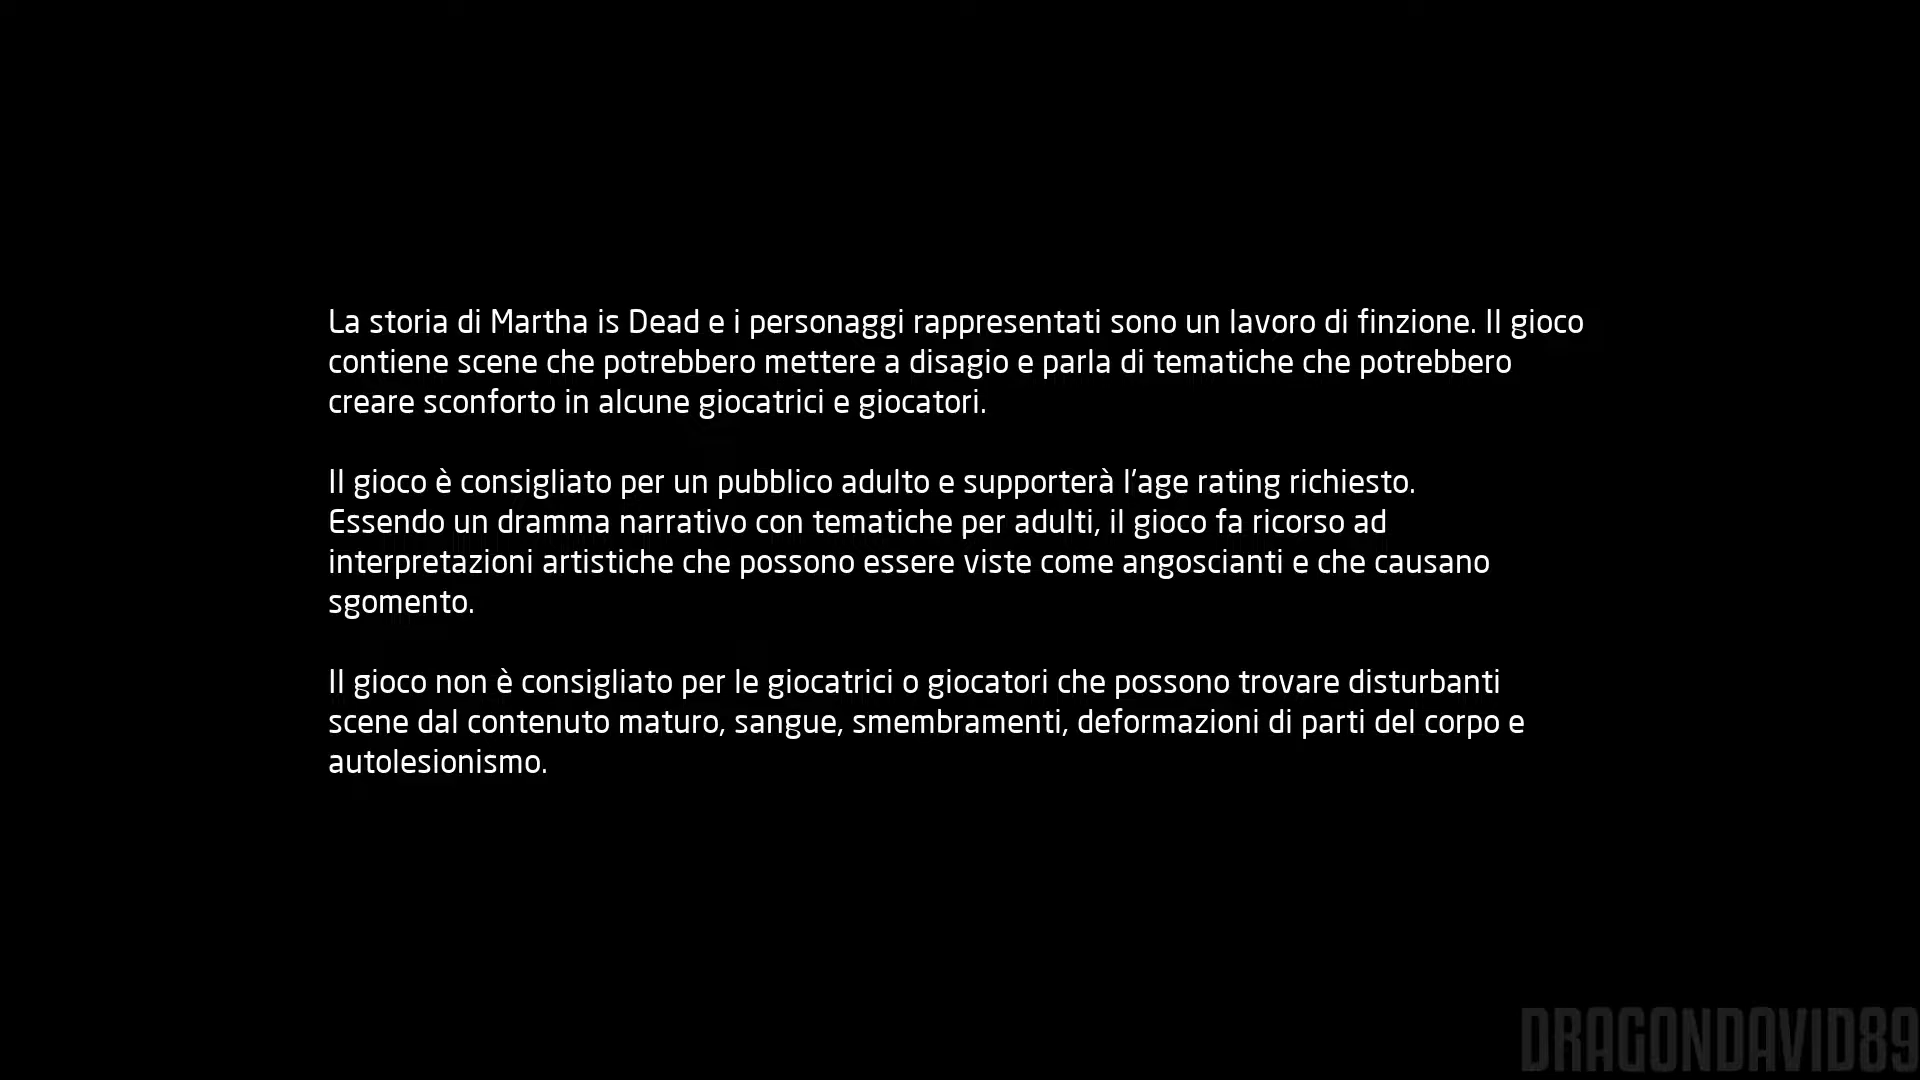 La storia di Martha is Dead e i personaggi rappresentati sono un lavoro di finzione. Il gioco
contiene scene che potrebbero mettere a disagio e parla di tematiche che potrebbero
creare sconforto in alcune giocatrici e giocatori.
Il gioco è consigliato per un pubblico adulto e supporterà l'age rating richiesto.
Essendo un dramma narrativo con tematiche per adulti, il gioco fa ricorso ad
interpretazioni artistiche che possono essere viste come angoscianti e che causano
sgomento.
Il gioco non è consigliato per le giocatrici o giocatori che possono trovare disturbanti
scene dal contenuto maturo, sangue, smembramenti, deformazioni di parti del corpo e
autolesionismo.
DRAGONDAVID89